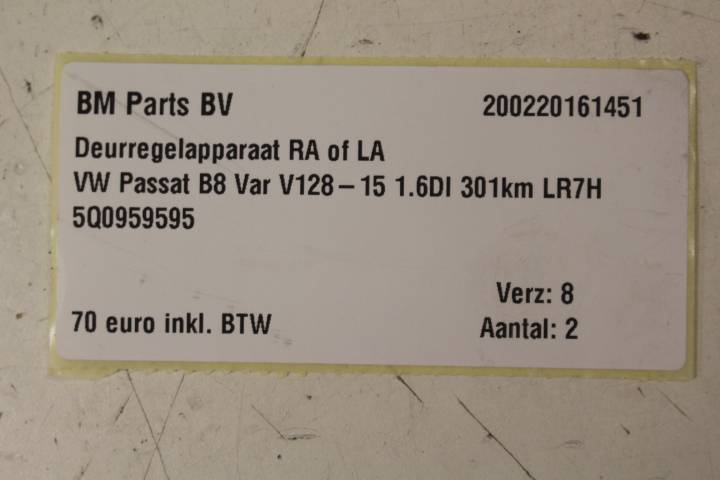 BM Parts BV 200220161451
Deurregelapparaat RA of LA
VW Passat B8 Var V128-15 1.6DI 301km LR7H
5Q0959595
Verz: 8
70 euro inkl. BTW Aantal: 2